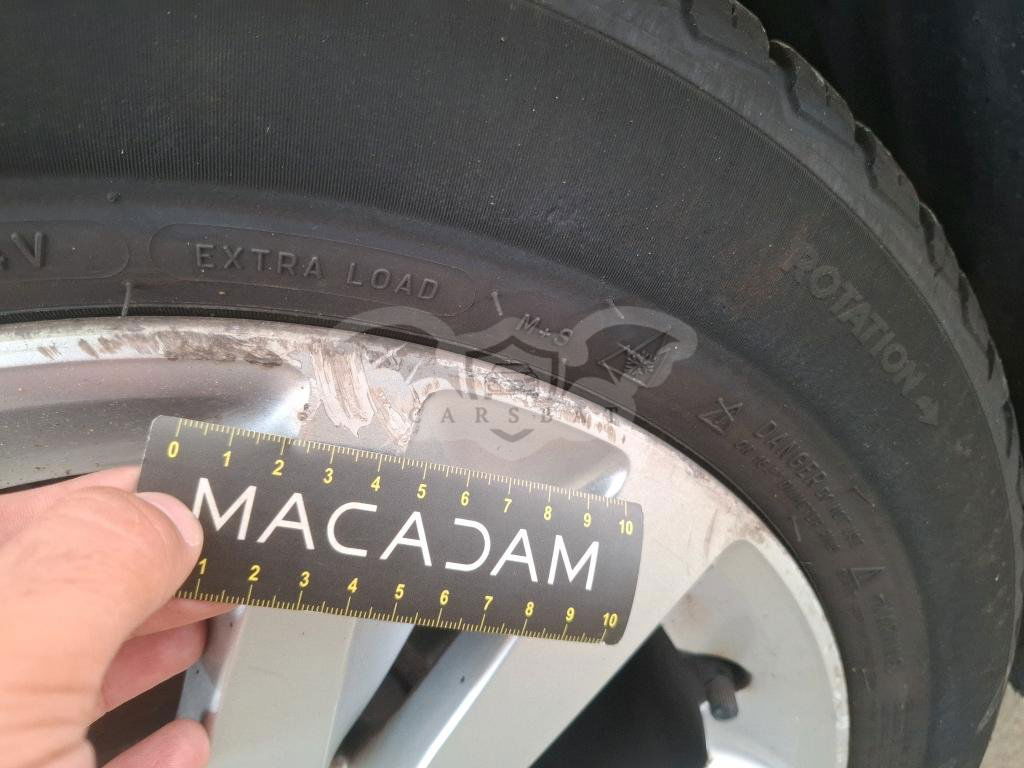 V
EXTRA LOAD
M+S
ROTATION
DANGER
CARSBAT
0 1 2 3 4 5 6 7 8 9 10
MACADAM
1 2 3 4 5 6 7 8 9 10